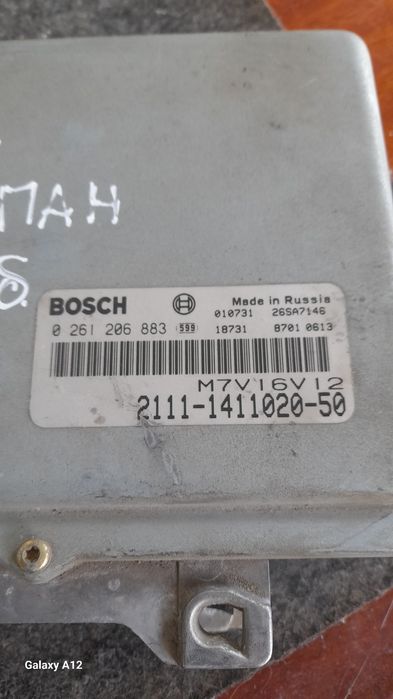 ПАН
BOSCH
Made in Russia
010731 26SA7146
0 261 206 883 599 18731 8701 0613
M7V16V12
2111-1411020-50
Galaxy A12